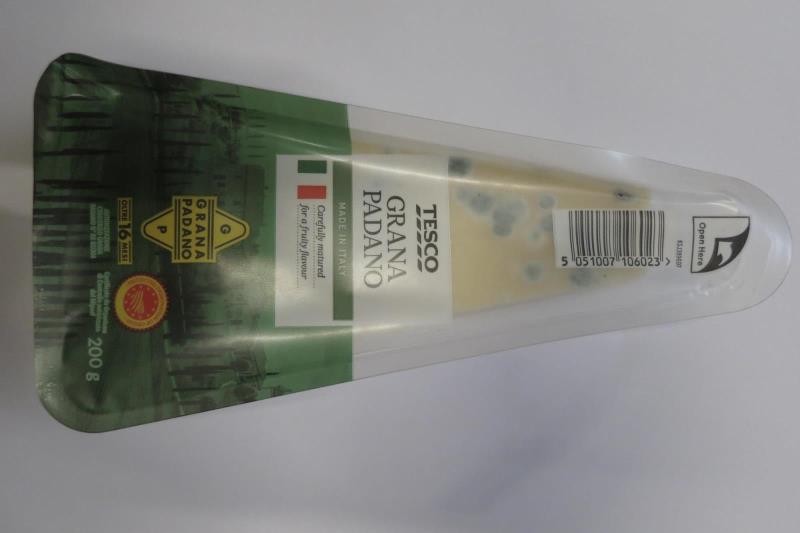 TESCO
GRANA
PADANO
MADE IN ITALY
Carefully matured
for a fruity flavour
G
GRANA
PADANO
P
OLTRE 16 MESI
200 g
Open Here
5 051007 106023 >